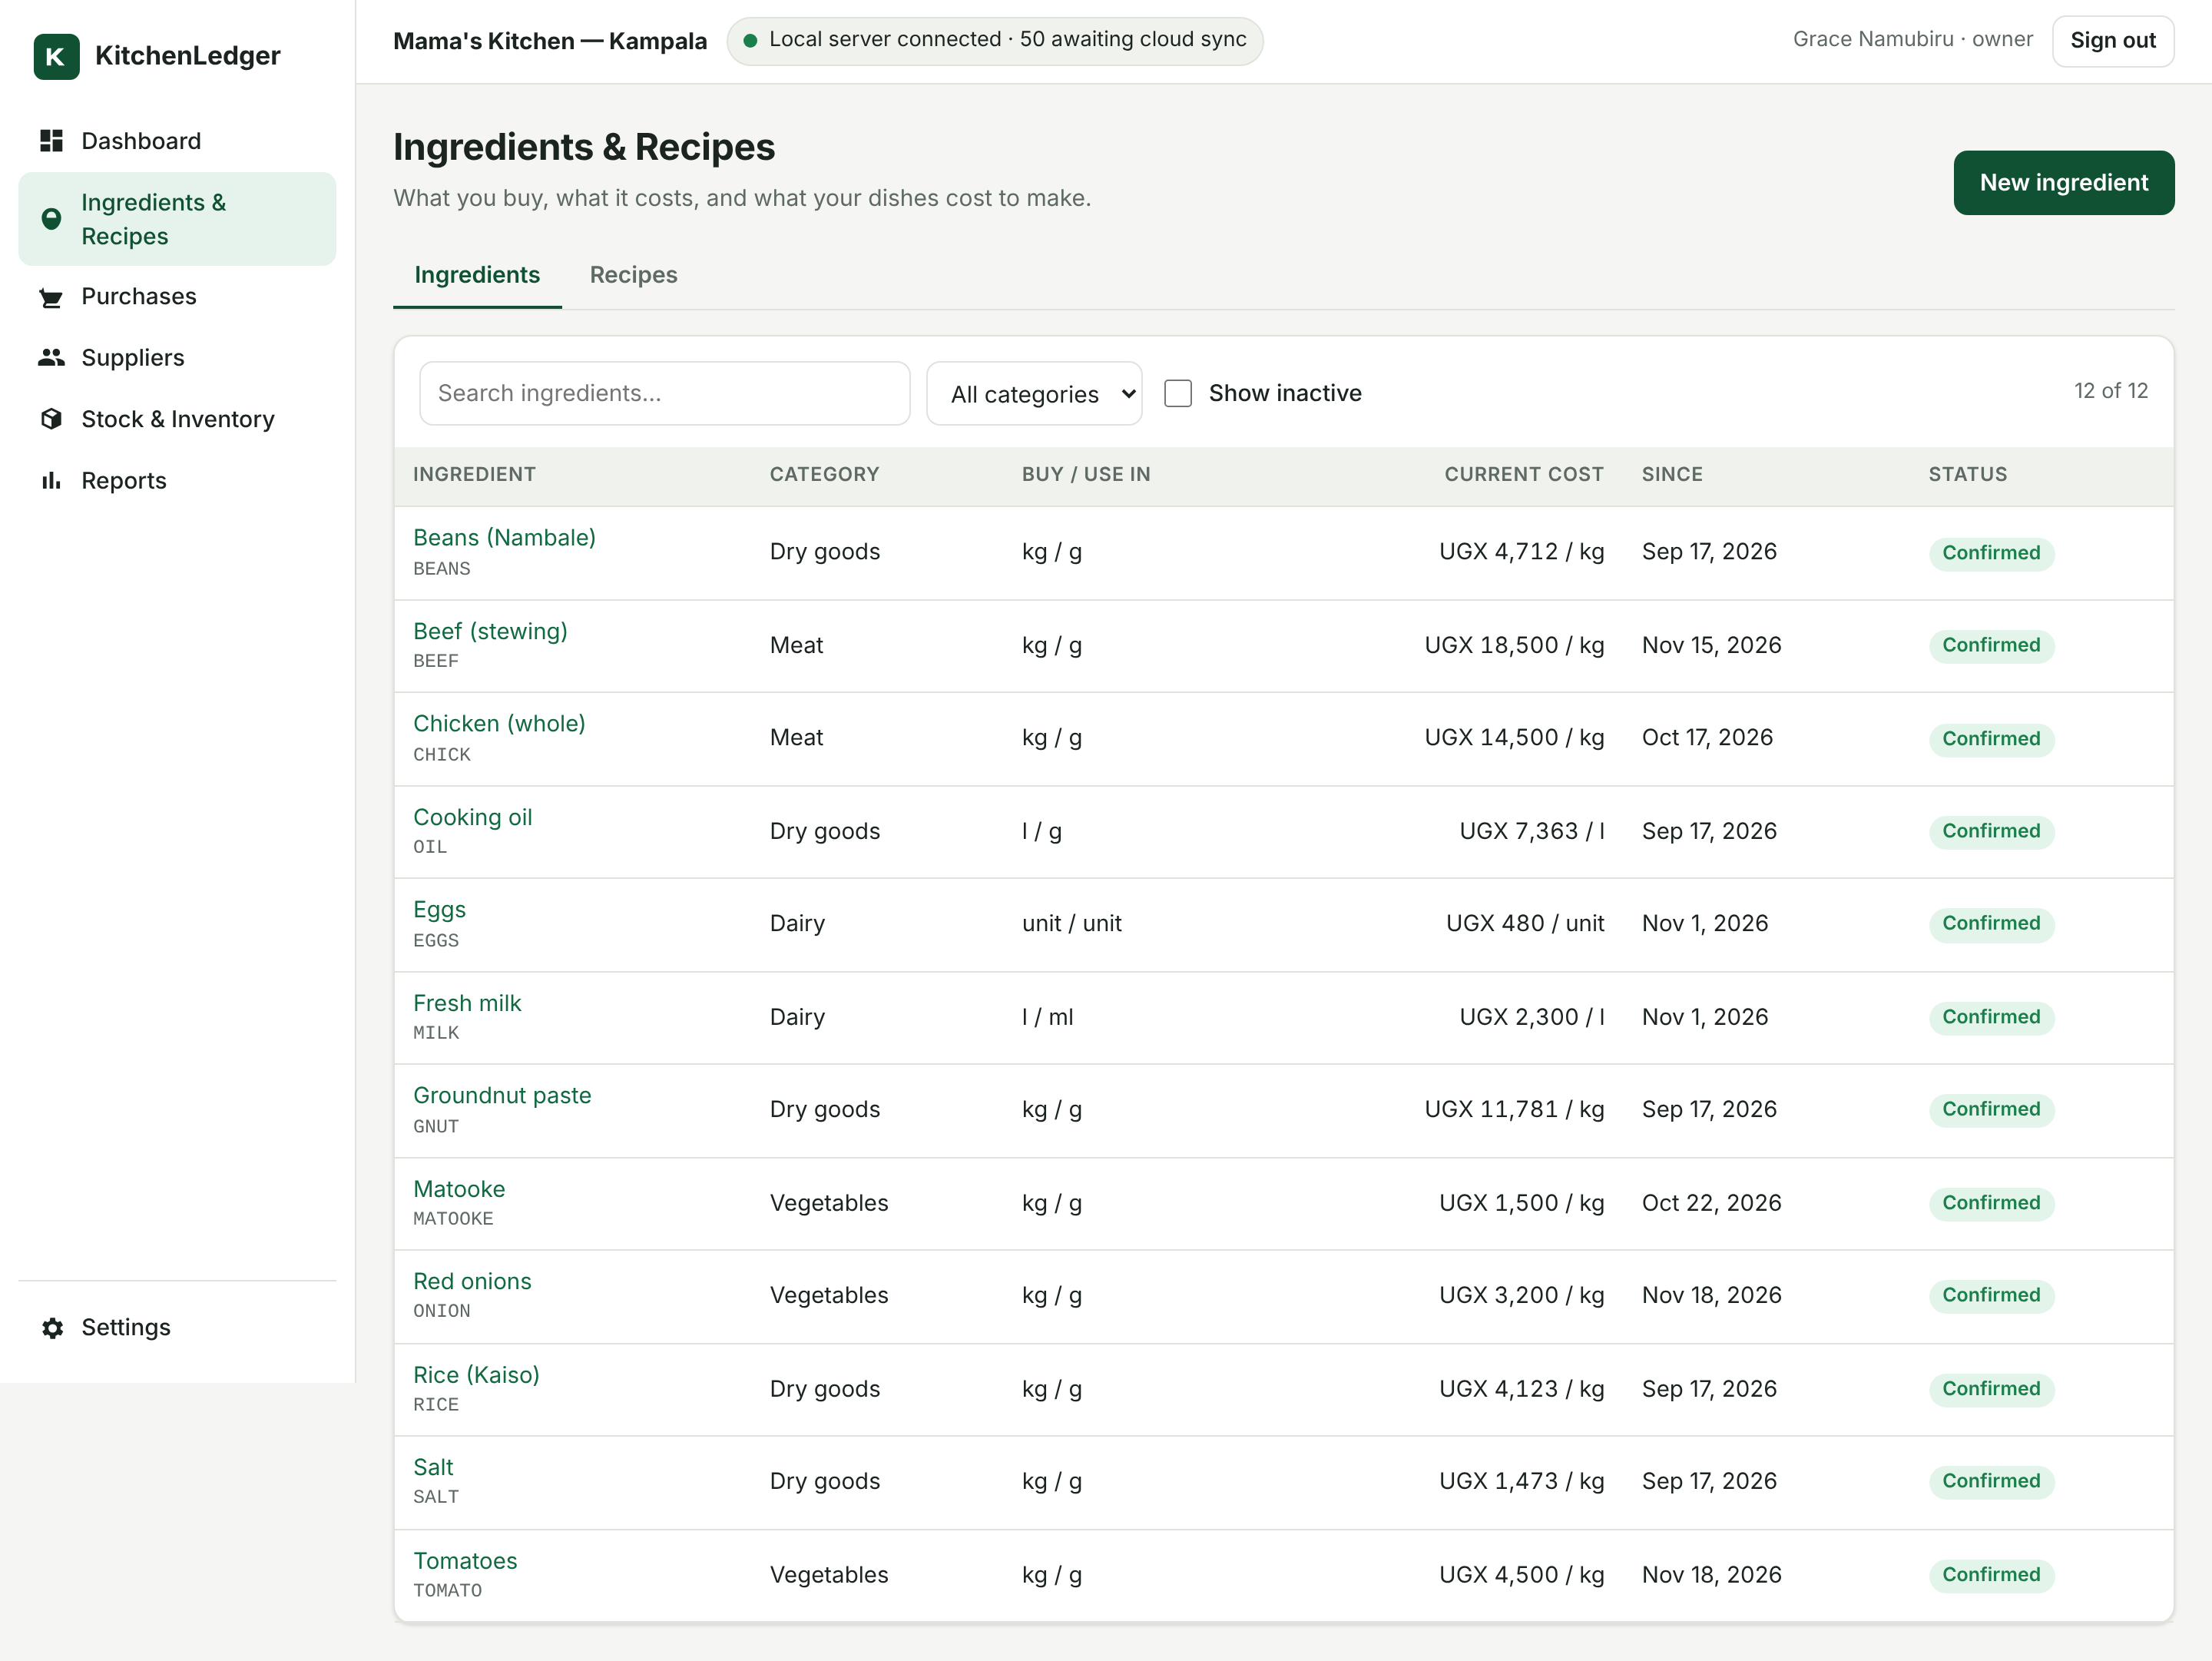 K KitchenLedger
Dashboard
Ingredients &
Recipes
Purchases
Suppliers
Stock & Inventory
Reports
Settings
Mama's Kitchen — Kampala Local server connected · 50 awaiting cloud sync Grace Namubiru · owner Sign out
Ingredients & Recipes
What you buy, what it costs, and what your dishes cost to make.
New ingredient
Ingredients Recipes
Search ingredients... All categories Show inactive 12 of 12
INGREDIENT CATEGORY BUY / USE IN CURRENT COST SINCE STATUS
Beans (Nambale) Dry goods kg / g UGX 4,712 / kg Sep 17, 2026 Confirmed
BEANS
Beef (stewing) Meat kg / g UGX 18,500 / kg Nov 15, 2026 Confirmed
BEEF
Chicken (whole) Meat kg / g UGX 14,500 / kg Oct 17, 2026 Confirmed
CHICK
Cooking oil Dry goods l / g UGX 7,363 / l Sep 17, 2026 Confirmed
OIL
Eggs Dairy unit / unit UGX 480 / unit Nov 1, 2026 Confirmed
EGGS
Fresh milk Dairy l / ml UGX 2,300 / l Nov 1, 2026 Confirmed
MILK
Groundnut paste Dry goods kg / g UGX 11,781 / kg Sep 17, 2026 Confirmed
GNUT
Matooke Vegetables kg / g UGX 1,500 / kg Oct 22, 2026 Confirmed
MATOOKE
Red onions Vegetables kg / g UGX 3,200 / kg Nov 18, 2026 Confirmed
ONION
Rice (Kaiso) Dry goods kg / g UGX 4,123 / kg Sep 17, 2026 Confirmed
RICE
Salt Dry goods kg / g UGX 1,473 / kg Sep 17, 2026 Confirmed
SALT
Tomatoes Vegetables kg / g UGX 4,500 / kg Nov 18, 2026 Confirmed
TOMATO